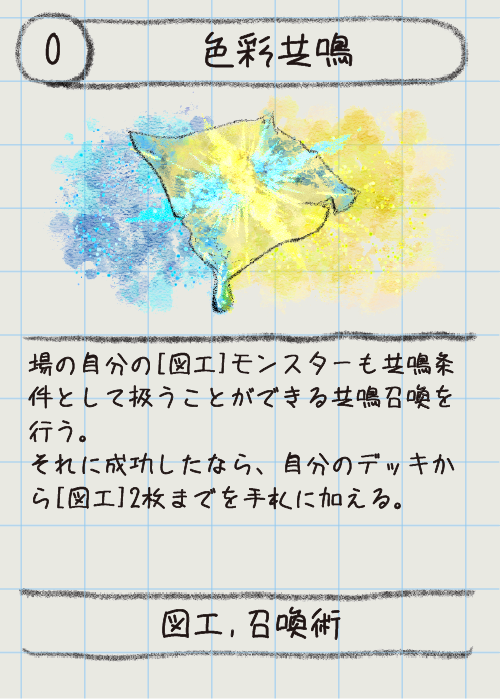 0
色彩共鳴
場の自分の[図工]モンスターも共鳴条
件として扱うことができる共鳴召喚を
行う。
それに成功したなら、自分のデッキか
ら[図工]2枚までを手札に加える。
図工,召喚術